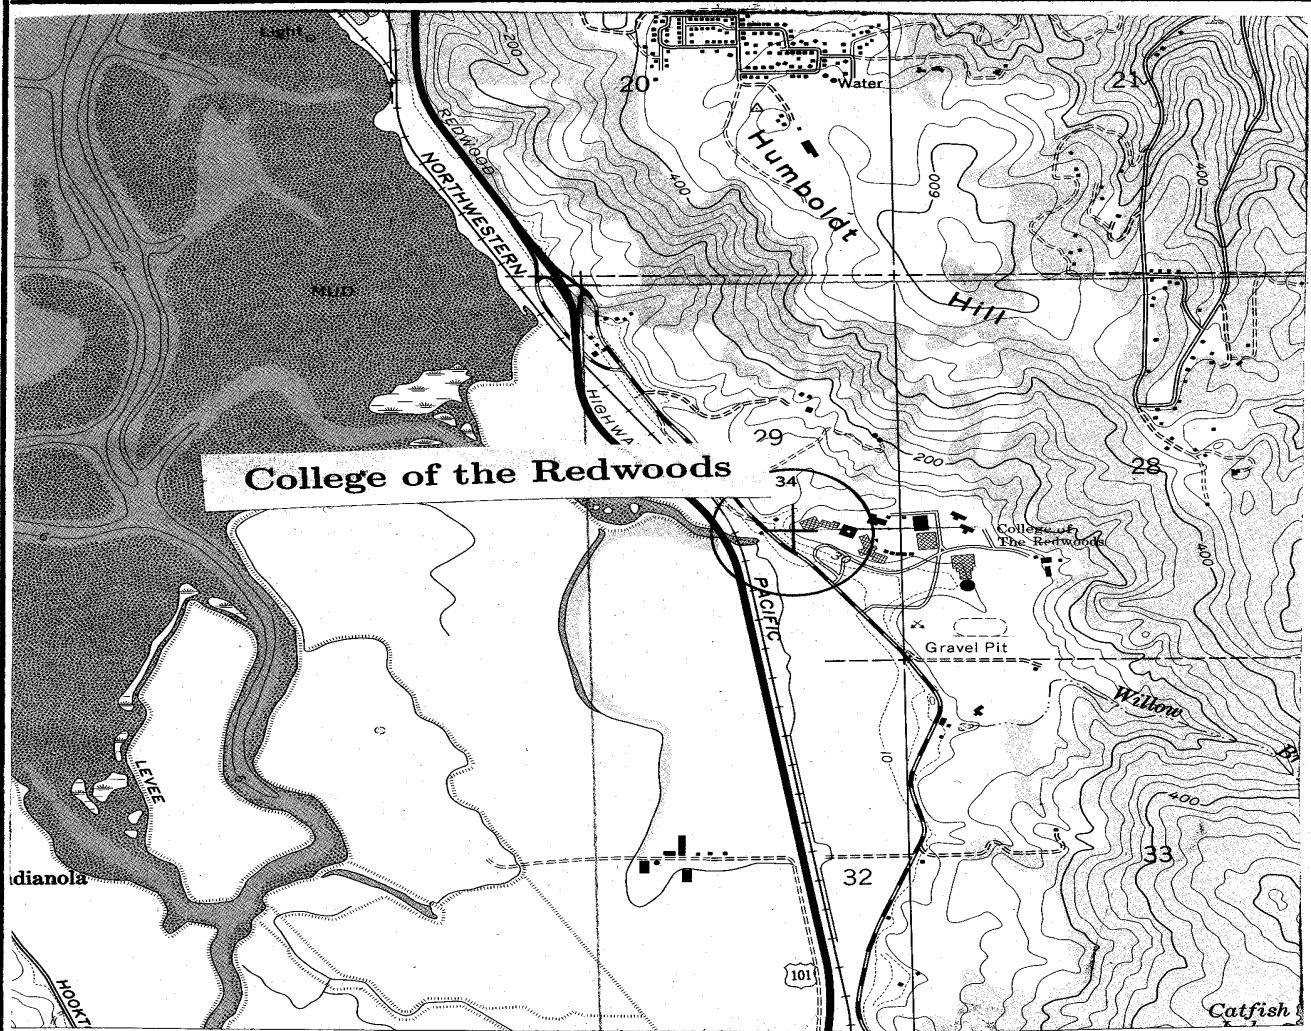 Light
200
20
Water
21
REDWOOD
Humboldt
NORTHWESTERN
400
600
400
MUD
Hill
HIGHWA
29
200
28
College of the Redwoods
34
College of
The Redwoods
400
PACIFIC
Gravel Pit
Willow
10
LEVEE
400
33
32
dianola
101
HOOKT
Catfish